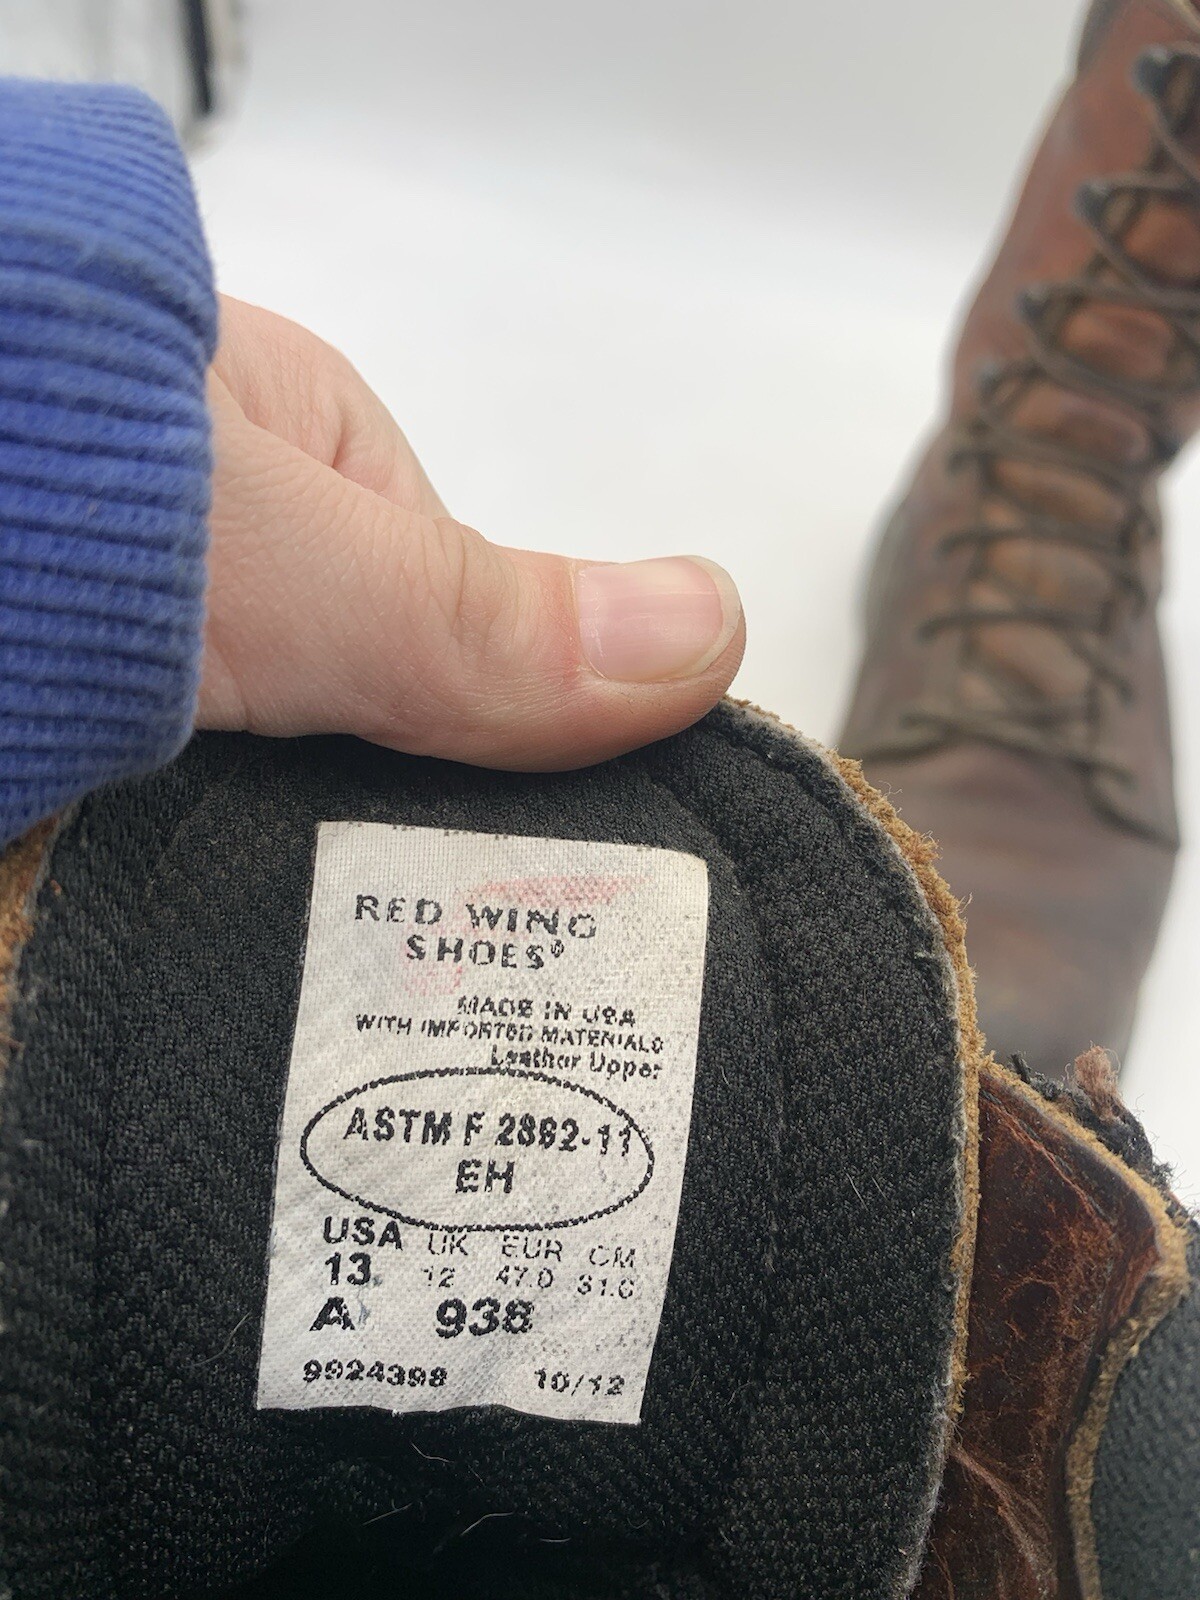 RED WING
SHOES®
MADE IN USA
WITH IMPORTED MATERIALS
Leather Upper
ASTM F 2892-11
EH
USA UK EUR CM
13 12 47.0 31.0
A 938
9924398 10/12